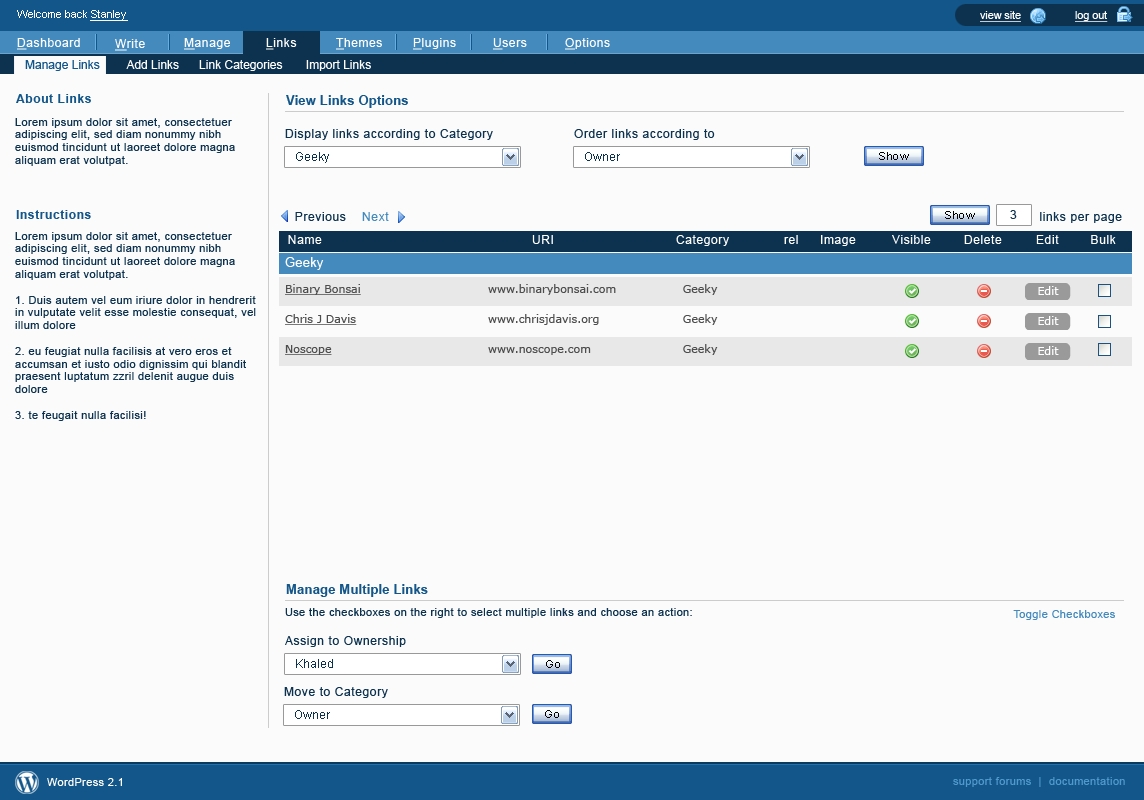 Welcome back Stanley
view site
log out
Dashboard Write Manage Links Themes Plugins Users Options
Manage Links Add Links Link Categories Import Links
About Links
Lorem ipsum dolor sit amet, consectetuer
adipiscing elit, sed diam nonummy nibh
euismod tincidunt ut laoreet dolore magna
aliquam erat volutpat.
Instructions
Lorem ipsum dolor sit amet, consectetuer
adipiscing elit, sed diam nonummy nibh
euismod tincidunt ut laoreet dolore magna
aliquam erat volutpat.
1. Duis autem vel eum iriure dolor in hendrerit
in vulputate velit esse molestie consequat, vel
illum dolore
2. eu feugiat nulla facilisis at vero eros et
accumsan et iusto odio dignissim qui blandit
praesent luptatum zzril delenit augue duis
dolore
3. te feugait nulla facilisi!
View Links Options
Display links according to Category
Geeky
Order links according to
Owner
Show
Previous Next
Show 3 links per page
Name URI Category rel Image Visible Delete Edit Bulk
Geeky
Binary Bonsai www.binarybonsai.com Geeky Edit
Chris J Davis www.chrisjdavis.org Geeky Edit
Noscope www.noscope.com Geeky Edit
Manage Multiple Links
Use the checkboxes on the right to select multiple links and choose an action:
Toggle Checkboxes
Assign to Ownership
Khaled Go
Move to Category
Owner Go
WordPress 2.1
support forums | documentation